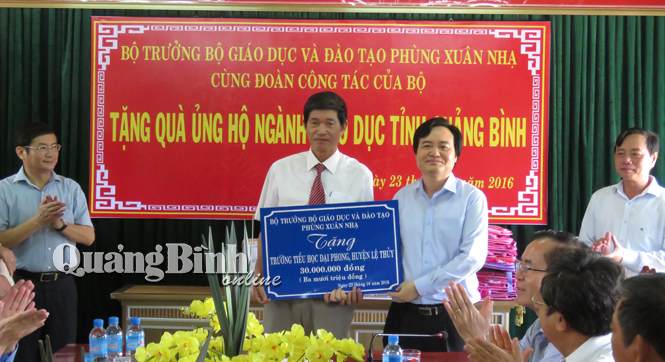 BỘ TRƯỞNG BỘ GIÁO DỤC VÀ ĐÀO TẠO PHÙNG XUÂN NHẠ
CÙNG ĐOÀN CÔNG TÁC CỦA BỘ
TẶNG QUÀ ỦNG HỘ NGÀNH DỤC TỈNH QUẢNG BÌNH
23 2016
BỘ TRƯỞNG BỘ GIÁO DỤC VÀ ĐÀO TẠO
PHÙNG XUÂN NHẠ
Tặng
TRƯỜNG TIỂU HỌC ĐẠI PHONG, HUYỆN LỆ THỦY
30.000.000 đồng
( Ba mươi triệu đồng )
2016
QuảngBình
online